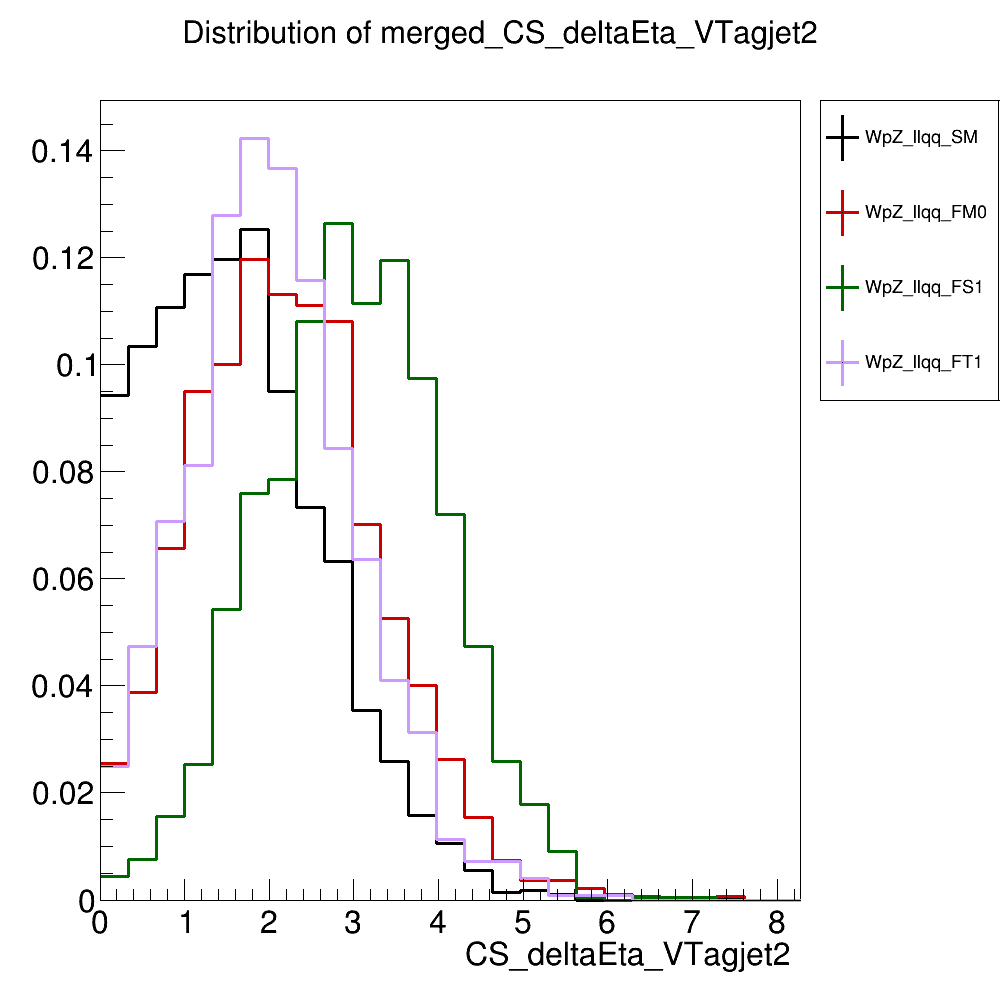 Distribution of merged_CS_deltaEta_VTagjet2
WpZ_llqq_SM
WpZ_llqq_FM0
WpZ_llqq_FS1
WpZ_llqq_FT1
0.14
0.12
0.1
0.08
0.06
0.04
0.02
0
0 1 2 3 4 5 6 7 8
CS_deltaEta_VTagjet2